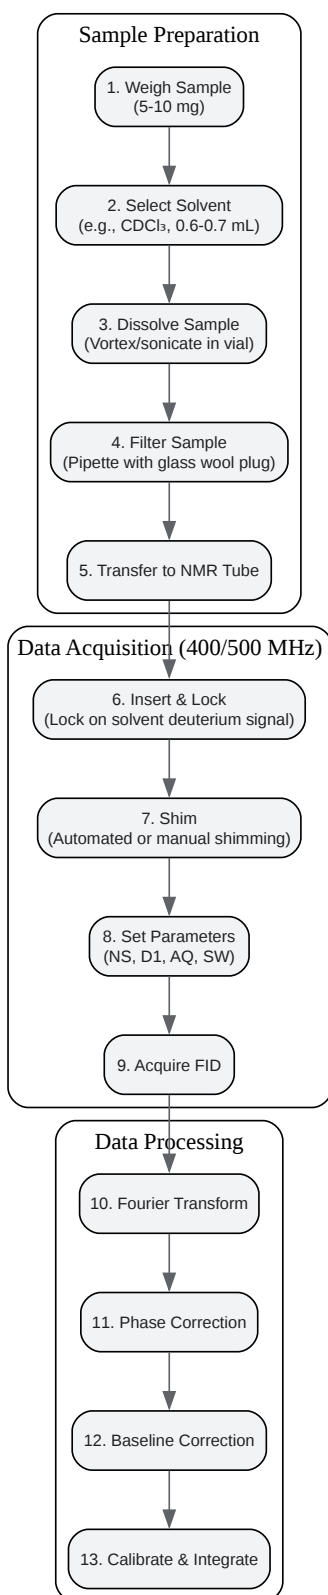 Sample Preparation
1. Weigh Sample
(5-10 mg)
2. Select Solvent
(e.g., CDCl₃, 0.6-0.7 mL)
3. Dissolve Sample
(Vortex/sonicate in vial)
4. Filter Sample
(Pipette with glass wool plug)
5. Transfer to NMR Tube
Data Acquisition (400/500 MHz)
6. Insert & Lock
(Lock on solvent deuterium signal)
7. Shim
(Automated or manual shimming)
8. Set Parameters
(NS, D1, AQ, SW)
9. Acquire FID
Data Processing
10. Fourier Transform
11. Phase Correction
12. Baseline Correction
13. Calibrate & Integrate